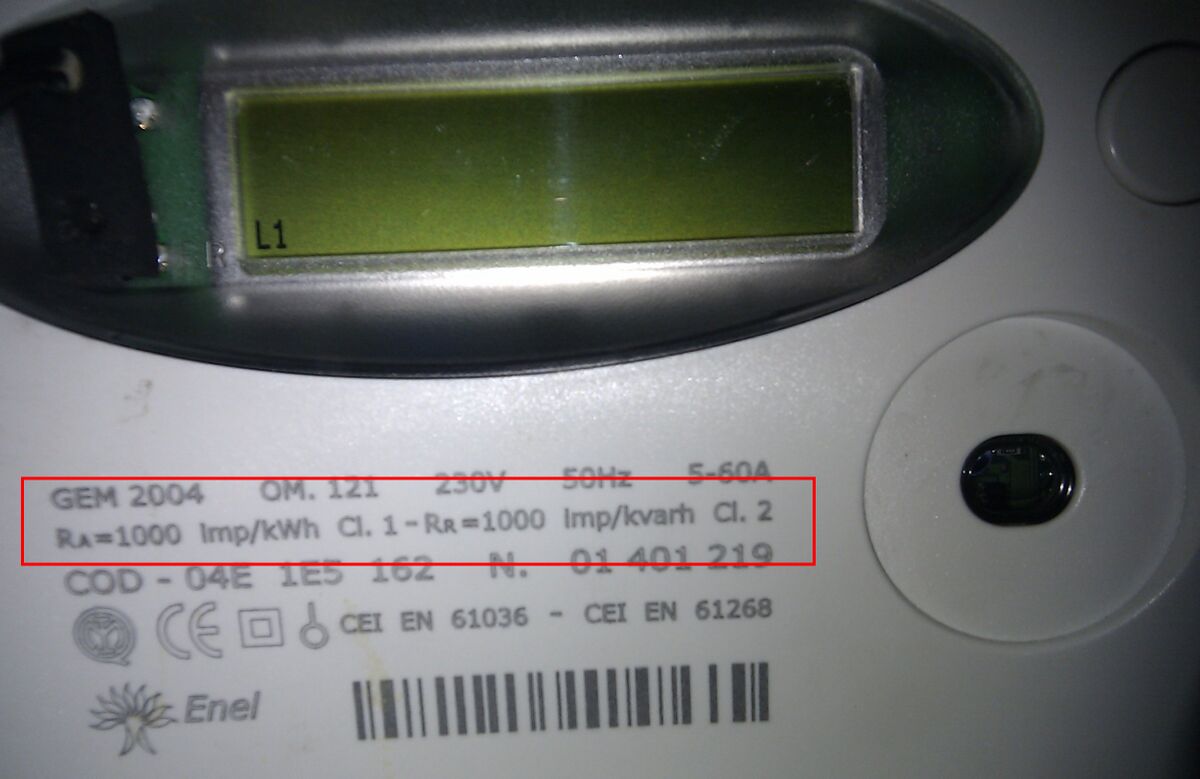 L1
GEM 2004 OM. 121 230V 50Hz 5-60A
RA=1000 Imp/kWh Cl. 1 - RR=1000 Imp/kvarh Cl. 2
COD - 04E 1E5 162 N. 01 401 219
CE CEI EN 61036 - CEI EN 61268
Enel